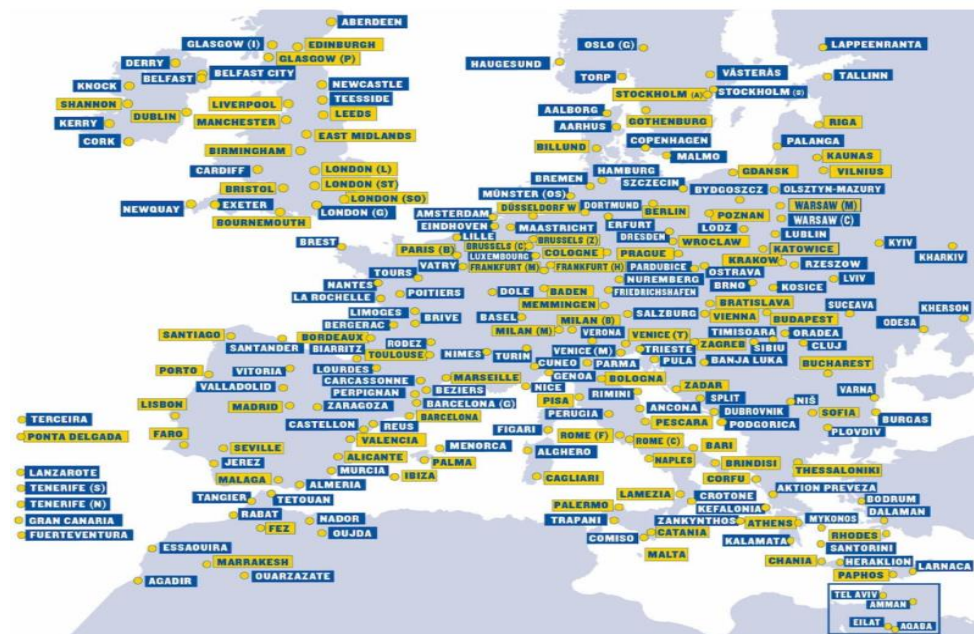 ABERDEEN
GLASGOW (I)
EDINBURGH
GLASGOW (P)
DERRY
BELFAST CITY
BELFAST
KNOCK
NEWCASTLE
TEESSIDE
SHANNON
DUBLIN
LIVERPOOL
LEEDS
KERRY
MANCHESTER
CORK
EAST MIDLANDS
BIRMINGHAM
CARDIFF
LONDON (L)
BRISTOL
LONDON (ST)
NEWQUAY
EXETER
LONDON (SO)
BOURNEMOUTH
LONDON (G)
OSLO (G)
LAPPEENRANTA
HAUGESUND
TORP
VÄSTERÅS
TALLINN
STOCKHOLM (A)
STOCKHOLM (S)
AALBORG
GOTHENBURG
RIGA
AARHUS
BILLUND
COPENHAGEN
PALANGA
MALMO
KAUNAS
HAMBURG
GDANSK
VILNIUS
BREMEN
SZCZECIN
BYDGOSZCZ
OLSZTYN-MAZURY
MÜNSTER (OS)
DÜSSELDORF W
DORTMUND
BERLIN
WARSAW (M)
POZNAN
WARSAW (C)
AMSTERDAM
EINDHOVEN
MAASTRICHT
ERFURT
LODZ
LUBLIN
BREST
LILLE
DRESDEN
WROCLAW
KYIV
PARIS (B)
BRUSSELS (C)
BRUSSELS (Z)
COLOGNE
PRAGUE
KATOWICE
KHARKIV
LUXEMBOURG
KRAKOW
RZESZOW
VATRY
FRANKFURT (M)
FRANKFURT (H)
PARDUBICE
OSTRAVA
TOURS
NUREMBERG
BRNO
LVIV
NANTES
KOSICE
LA ROCHELLE
POITIERS
DOLE
BADEN
FRIEDRICHSHAFEN
MEMMINGEN
BRATISLAVA
SUCEAVA
KHERSON
LIMOGES
BRIVE
BASEL
MILAN (B)
SALZBURG
VIENNA
BUDAPEST
ODESA
BERGERAC
MILAN (M)
VERONA
VENICE (T)
TIMISOARA
ORADEA
SANTIAGO
BORDEAUX
RODEZ
ZAGREB
SIBIU
CLUJ
SANTANDER
BIARRITZ
TOULOUSE
NIMES
TURIN
VENICE (M)
TRIESTE
PULA
BANJA LUKA
BUCHAREST
PORTO
VITORIA
LOURDES
CUNEO
PARMA
VALLADOLID
CARCASSONNE
MARSEILLE
GENOA
BOLOGNA
PERPIGNAN
BEZIERS
NICE
RIMINI
ZADAR
VARNA
LISBON
MADRID
ZARAGOZA
BARCELONA (G)
PISA
SPLIT
NIŠ
TERCEIRA
BARCELONA
PERUGIA
ANCONA
DUBROVNIK
SOFIA
BURGAS
CASTELLON
REUS
PESCARA
PODGORICA
PLOVDIV
PONTA DELGADA
FARO
VALENCIA
FIGARI
ROME (F)
ROME (C)
SEVILLE
ALICANTE
MENORCA
ALGHERO
BARI
JEREZ
PALMA
NAPLES
BRINDISI
THESSALONIKI
LANZAROTE
MURCIA
IBIZA
CAGLIARI
CORFU
TENERIFE (S)
MALAGA
ALMERIA
AKTION PREVEZA
TENERIFE (N)
TANGIER
TETOUAN
LAMEZIA
CROTONE
BODRUM
RABAT
PALERMO
KEFALONIA
DALAMAN
GRAN CANARIA
FEZ
NADOR
TRAPANI
ZANKYNTHOS
ATHENS
MYKONOS
FUERTEVENTURA
OUJDA
COMISO
CATANIA
KALAMATA
RHODES
ESSAOUIRA
MALTA
SANTORINI
MARRAKESH
CHANIA
HERAKLION
LARNACA
AGADIR
OUARZAZATE
PAPHOS
TEL AVIV
AMMAN
EILAT
AQABA